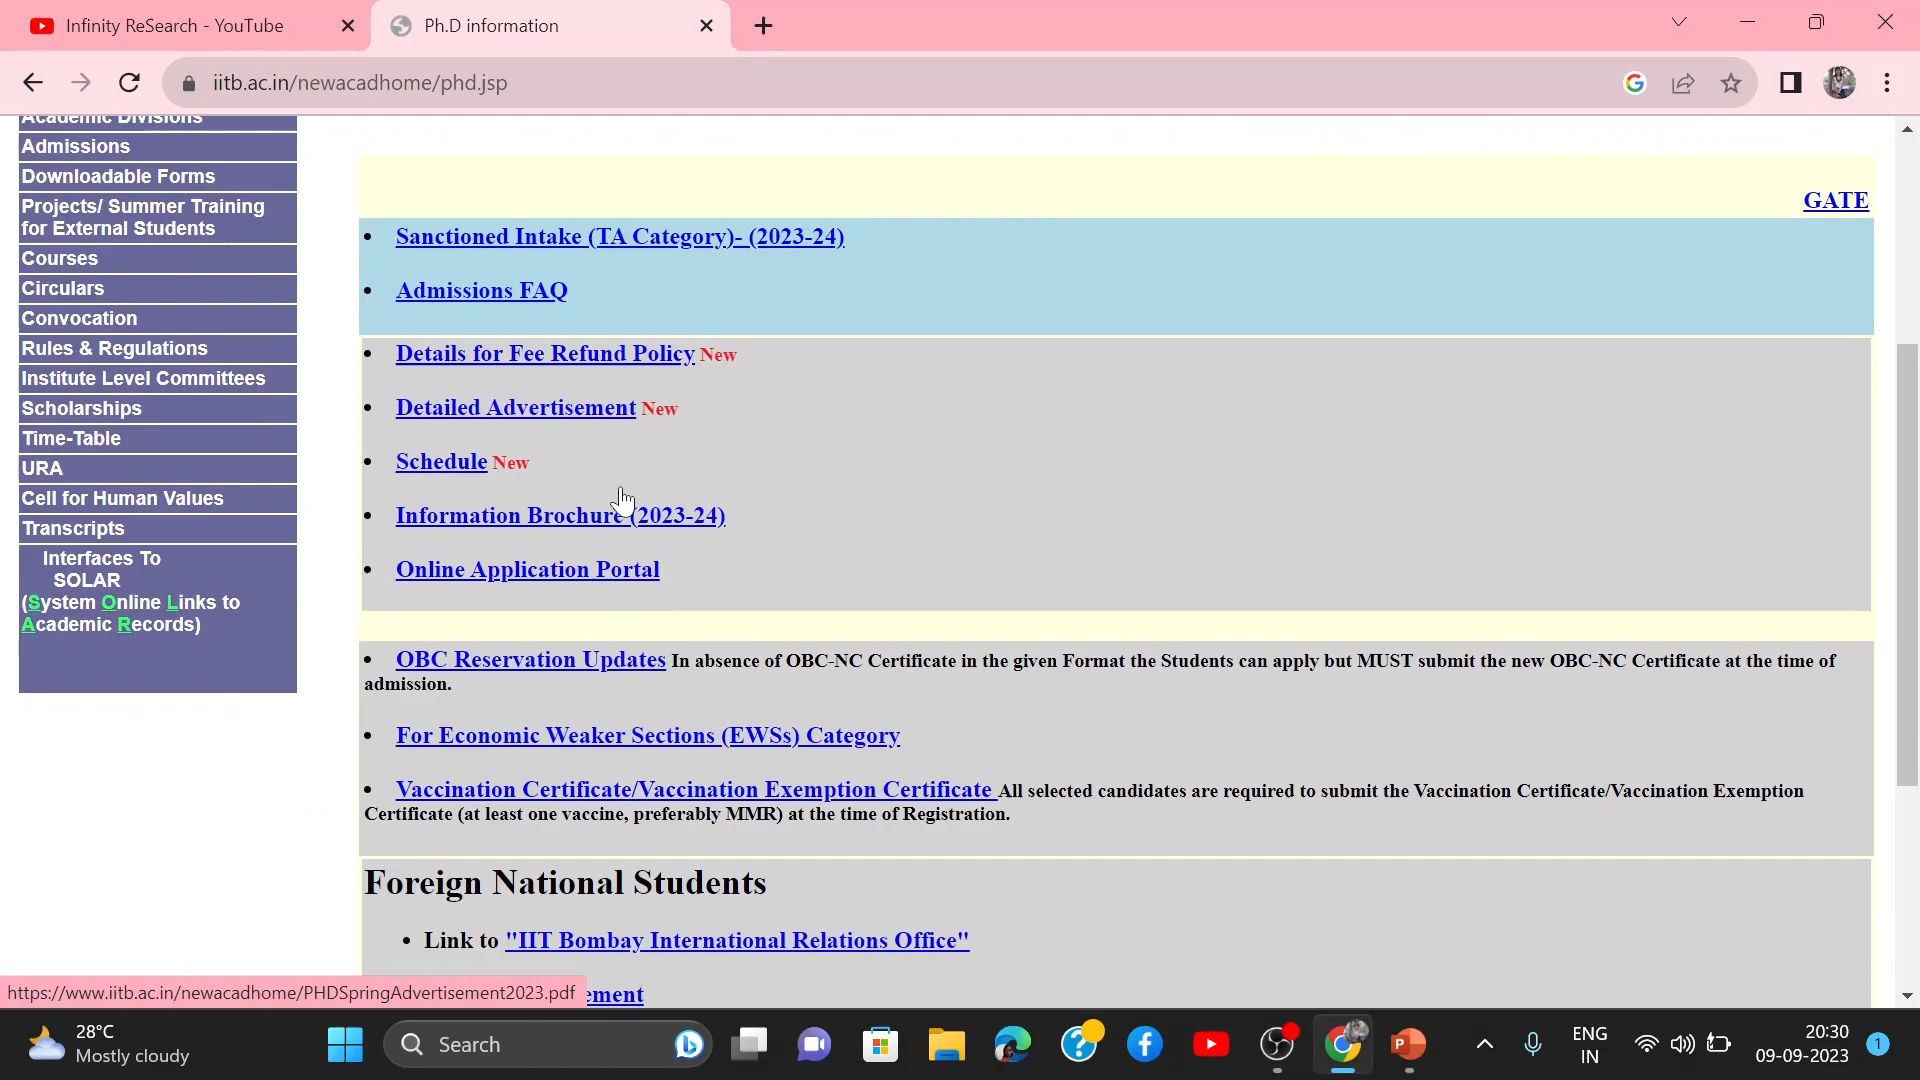 Infinity ReSearch - YouTube
Ph.D information
iitb.ac.in/newacadhome/phd.jsp
Academic Divisions
Admissions
Downloadable Forms
Projects/ Summer Training
for External Students
Courses
Circulars
Convocation
Rules & Regulations
Institute Level Committees
Scholarships
Time-Table
URA
Cell for Human Values
Transcripts
Interfaces To
SOLAR
(System Online Links to
Academic Records)
GATE
• Sanctioned Intake (TA Category)- (2023-24)
• Admissions FAQ
• Details for Fee Refund Policy New
• Detailed Advertisement New
• Schedule New
• Information Brochure (2023-24)
• Online Application Portal
• OBC Reservation Updates In absence of OBC-NC Certificate in the given Format the Students can apply but MUST submit the new OBC-NC Certificate at the time of
admission.
• For Economic Weaker Sections (EWSs) Category
• Vaccination Certificate/Vaccination Exemption Certificate All selected candidates are required to submit the Vaccination Certificate/Vaccination Exemption
Certificate (at least one vaccine, preferably MMR) at the time of Registration.
Foreign National Students
• Link to "IIT Bombay International Relations Office"
ement
https://www.iitb.ac.in/newacadhome/PHDSpringAdvertisement2023.pdf
28°C
Mostly cloudy
Search
ENG
IN
20:30
09-09-2023
1